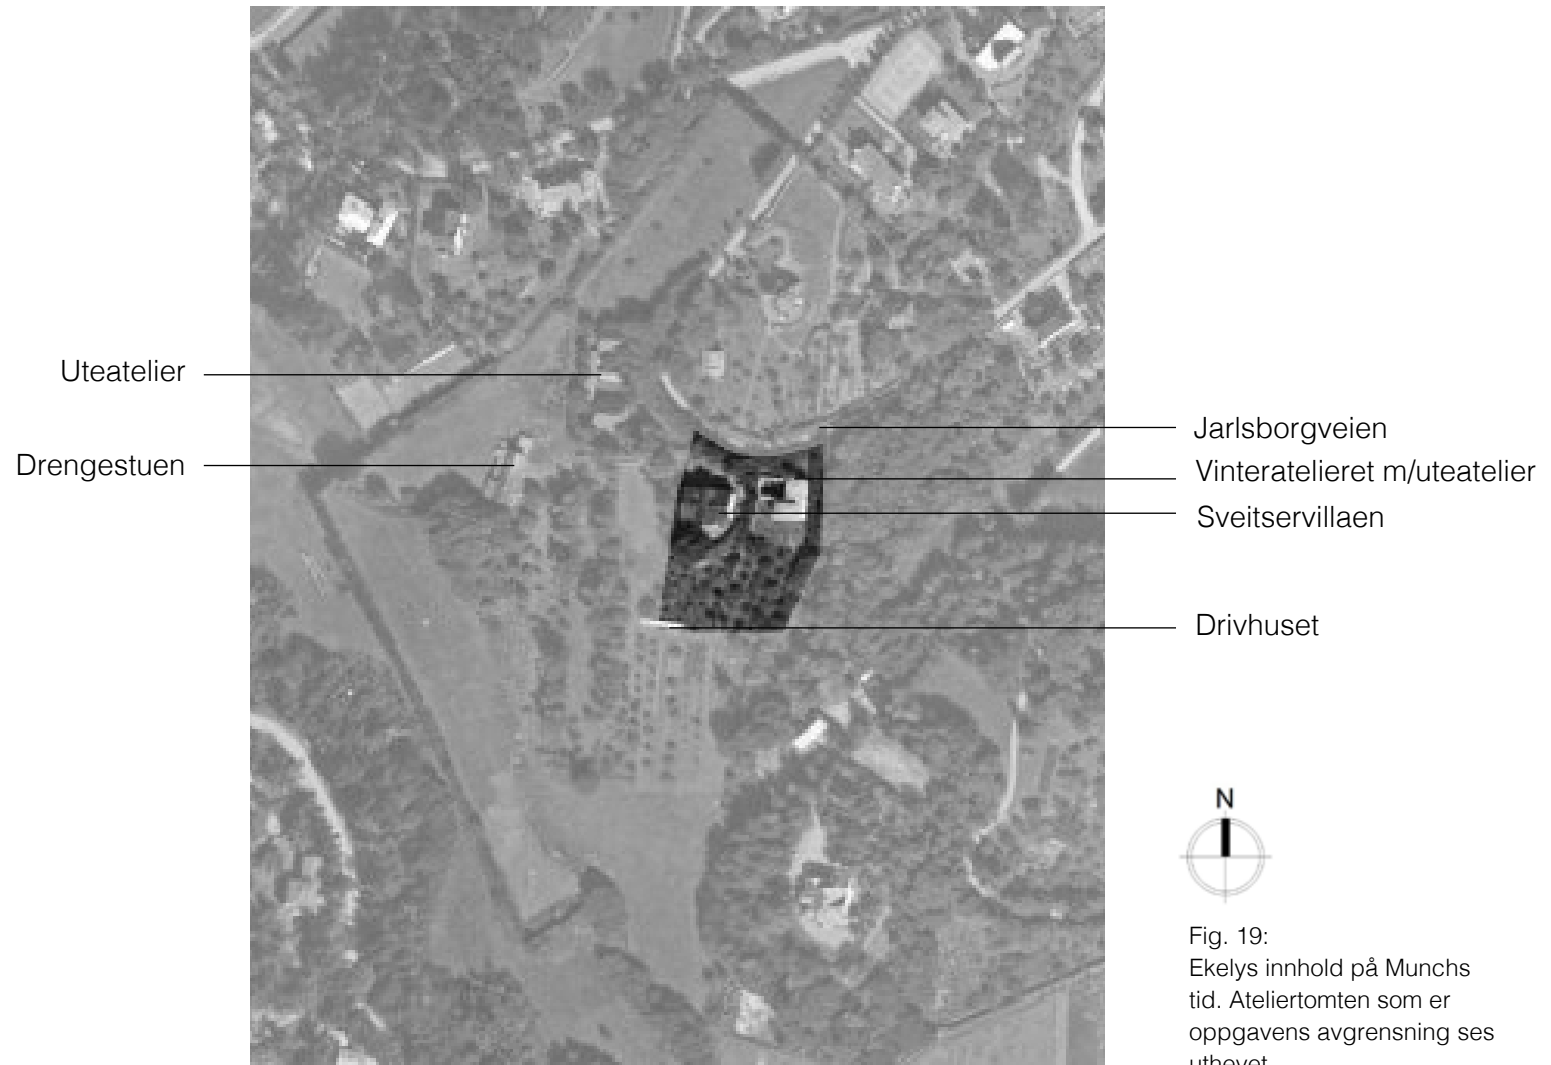 Uteatelier
Drengestuen
Jarlsborgveien
Vinteratelieret m/uteatelier
Sveitservillaen
Drivhuset
N
Fig. 19:
Ekelys innhold på Munchs
tid. Ateliertomten som er
oppgavens avgrensning ses
uthevet